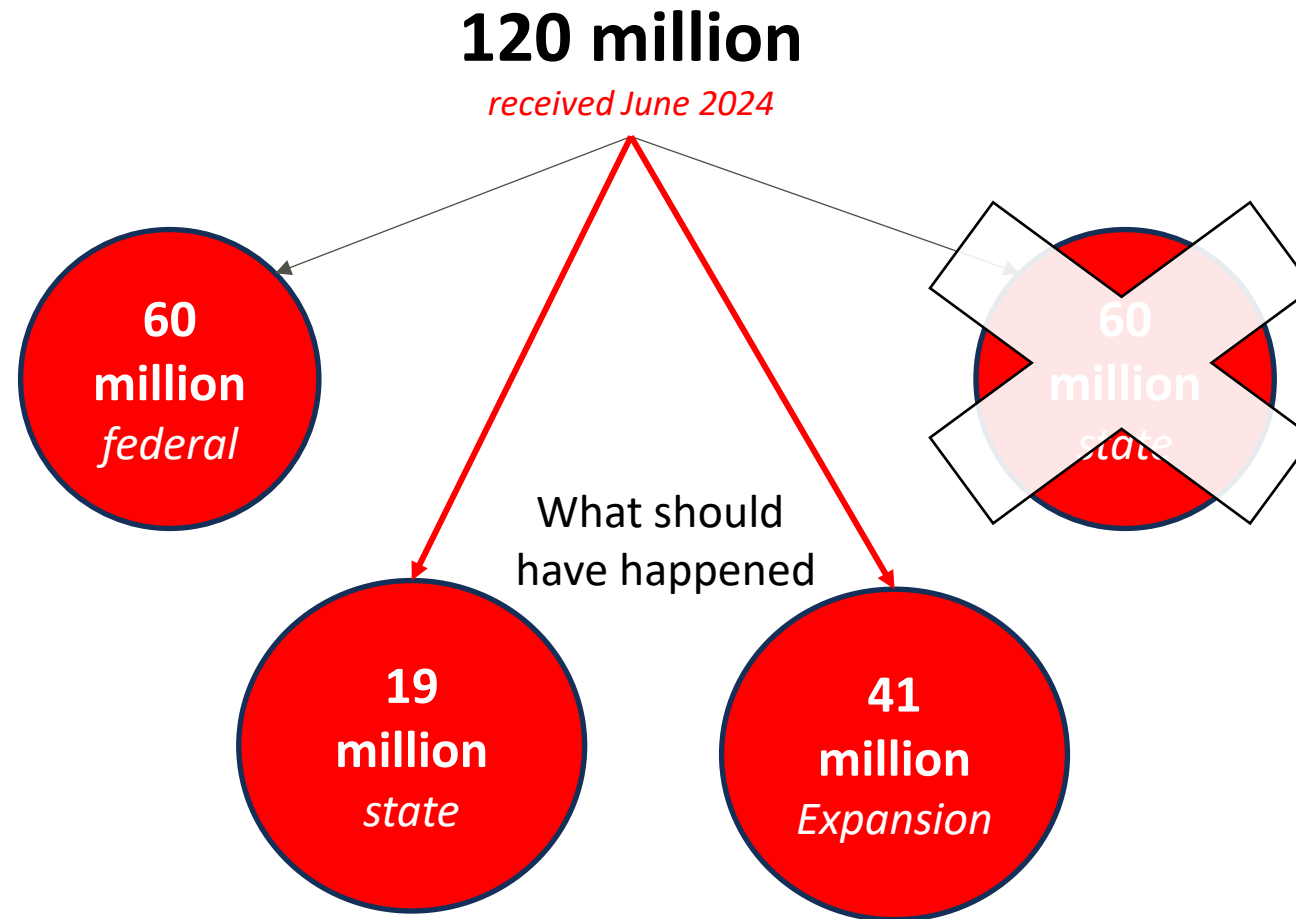 120 million
received June 2024
60
million
federal
60
million
state
What should
have happened
19
million
state
41
million
Expansion